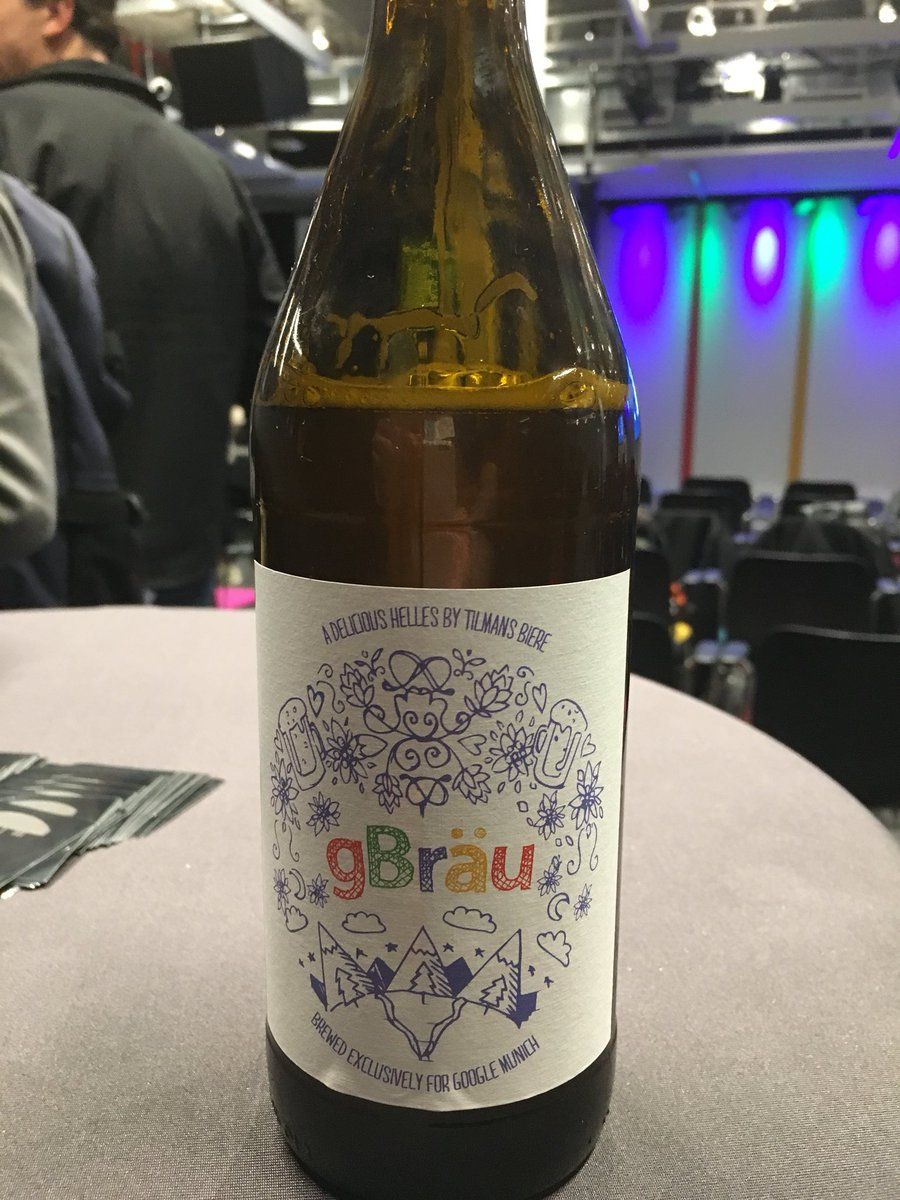 A DELICIOUS HELLES BY TILMANS BIERE
gBräu
BREWED EXCLUSIVELY FOR GOOGLE MUNICH